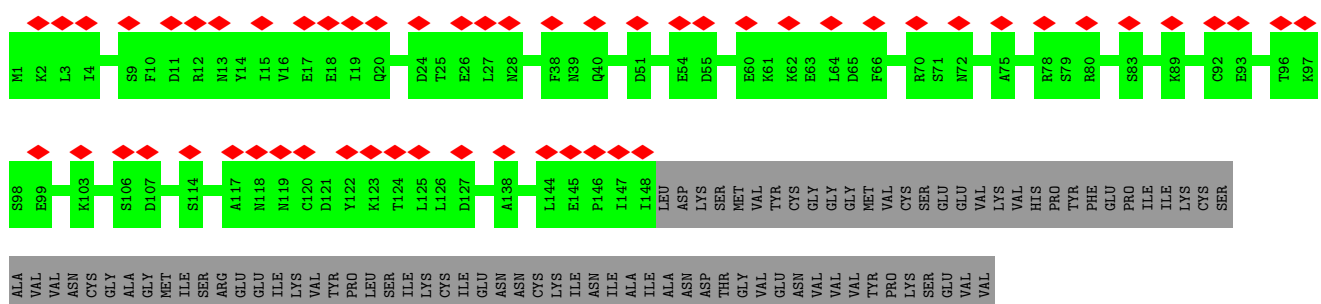 M1 K2 L3 I4 S9 F10 D11 R12 N13 Y14 I15 V16 E17 E18 I19 Q20 D24 T25 E26 L27 N28 F38 N39 Q40 D51 E54 D55 E60 K61 K62 E63 L64 D65 F66 R70 S71 N72 A75 R78 S79 R80 S83 K89 C92 E93 T96 K97
S98 E99 K103 S106 D107 S114 A117 N118 N119 C120 D121 Y122 K123 T124 L125 L126 D127 A138 L144 E145 P146 I147 I148 LEU ASP LYS SER MET VAL TYR CYS GLY GLY GLY MET VAL CYS SER GLU GLU VAL LYS VAL HIS PRO TYR PHE GLU PRO ILE ILE LYS CYS SER
ALA VAL VAL ASN CYS GLY ALA GLY MET ILE SER ARG GLU GLU ILE LYS VAL TYR PRO LEU SER ILE LYS CYS ILE GLU ASN ASN CYS LYS ILE ASN ILE ALA ILE ALA ASN ASP THR GLY VAL GLU ASN VAL VAL VAL TYR PRO LYS SER GLU VAL VAL